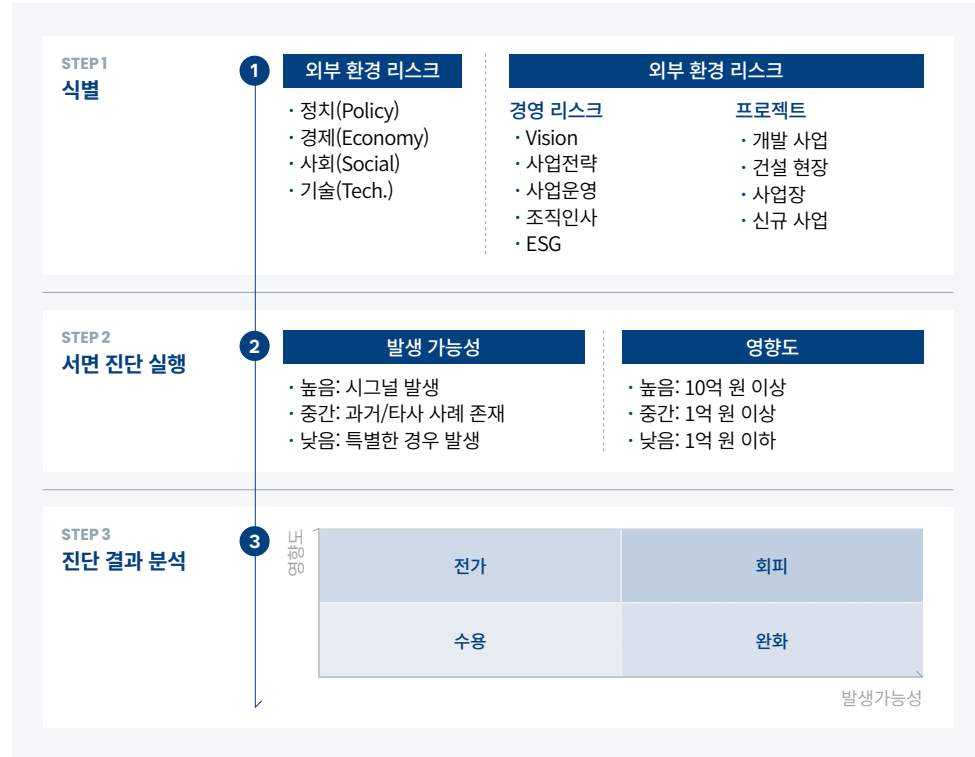 STEP 1
식별
1
외부 환경 리스크
· 정치(Policy)
· 경제(Economy)
· 사회(Social)
· 기술(Tech.)
외부 환경 리스크
경영 리스크
· Vision
· 사업전략
· 사업운영
· 조직인사
· ESG
프로젝트
· 개발 사업
· 건설 현장
· 사업장
· 신규 사업
STEP 2
서면 진단 실행
2
발생 가능성
· 높음: 시그널 발생
· 중간: 과거/타사 사례 존재
· 낮음: 특별한 경우 발생
영향도
· 높음: 10억 원 이상
· 중간: 1억 원 이상
· 낮음: 1억 원 이하
STEP 3
진단 결과 분석
3
영향도
전가
회피
수용
완화
발생가능성